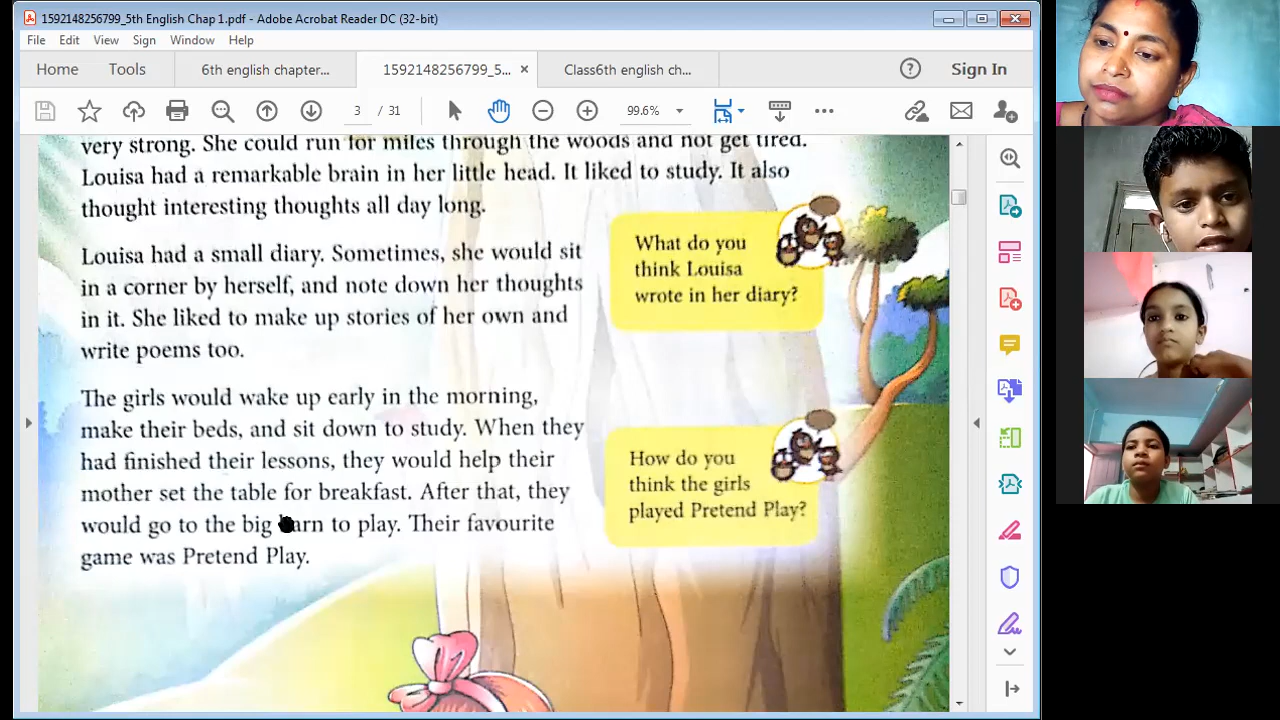 1592148256799_5th English Chap 1.pdf - Adobe Acrobat Reader DC (32-bit)
File Edit View Sign Window Help
Home Tools 6th english chapter... 1592148256799_5... × Class6th english ch... Sign In
3 / 31 99.6%
very strong. She could run for miles through the woods and not get tired.
Louisa had a remarkable brain in her little head. It liked to study. It also
thought interesting thoughts all day long.
Louisa had a small diary. Sometimes, she would sit
in a corner by herself, and note down her thoughts
in it. She liked to make up stories of her own and
write poems too.
What do you
think Louisa
wrote in her diary?
The girls would wake up early in the morning,
make their beds, and sit down to study. When they
had finished their lessons, they would help their
mother set the table for breakfast. After that, they
would go to the big barn to play. Their favourite
game was Pretend Play.
How do you
think the girls
played Pretend Play?